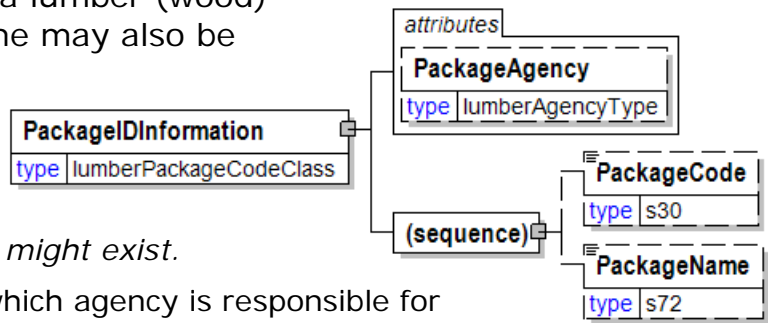 a lumber (wood)
ne may also be
attributes
PackageAgency
type lumberAgencyType
PackageIDInformation
type lumberPackageCodeClass
(sequence)
PackageCode
type s30
PackageName
type s72
might exist.
which agency is responsible for